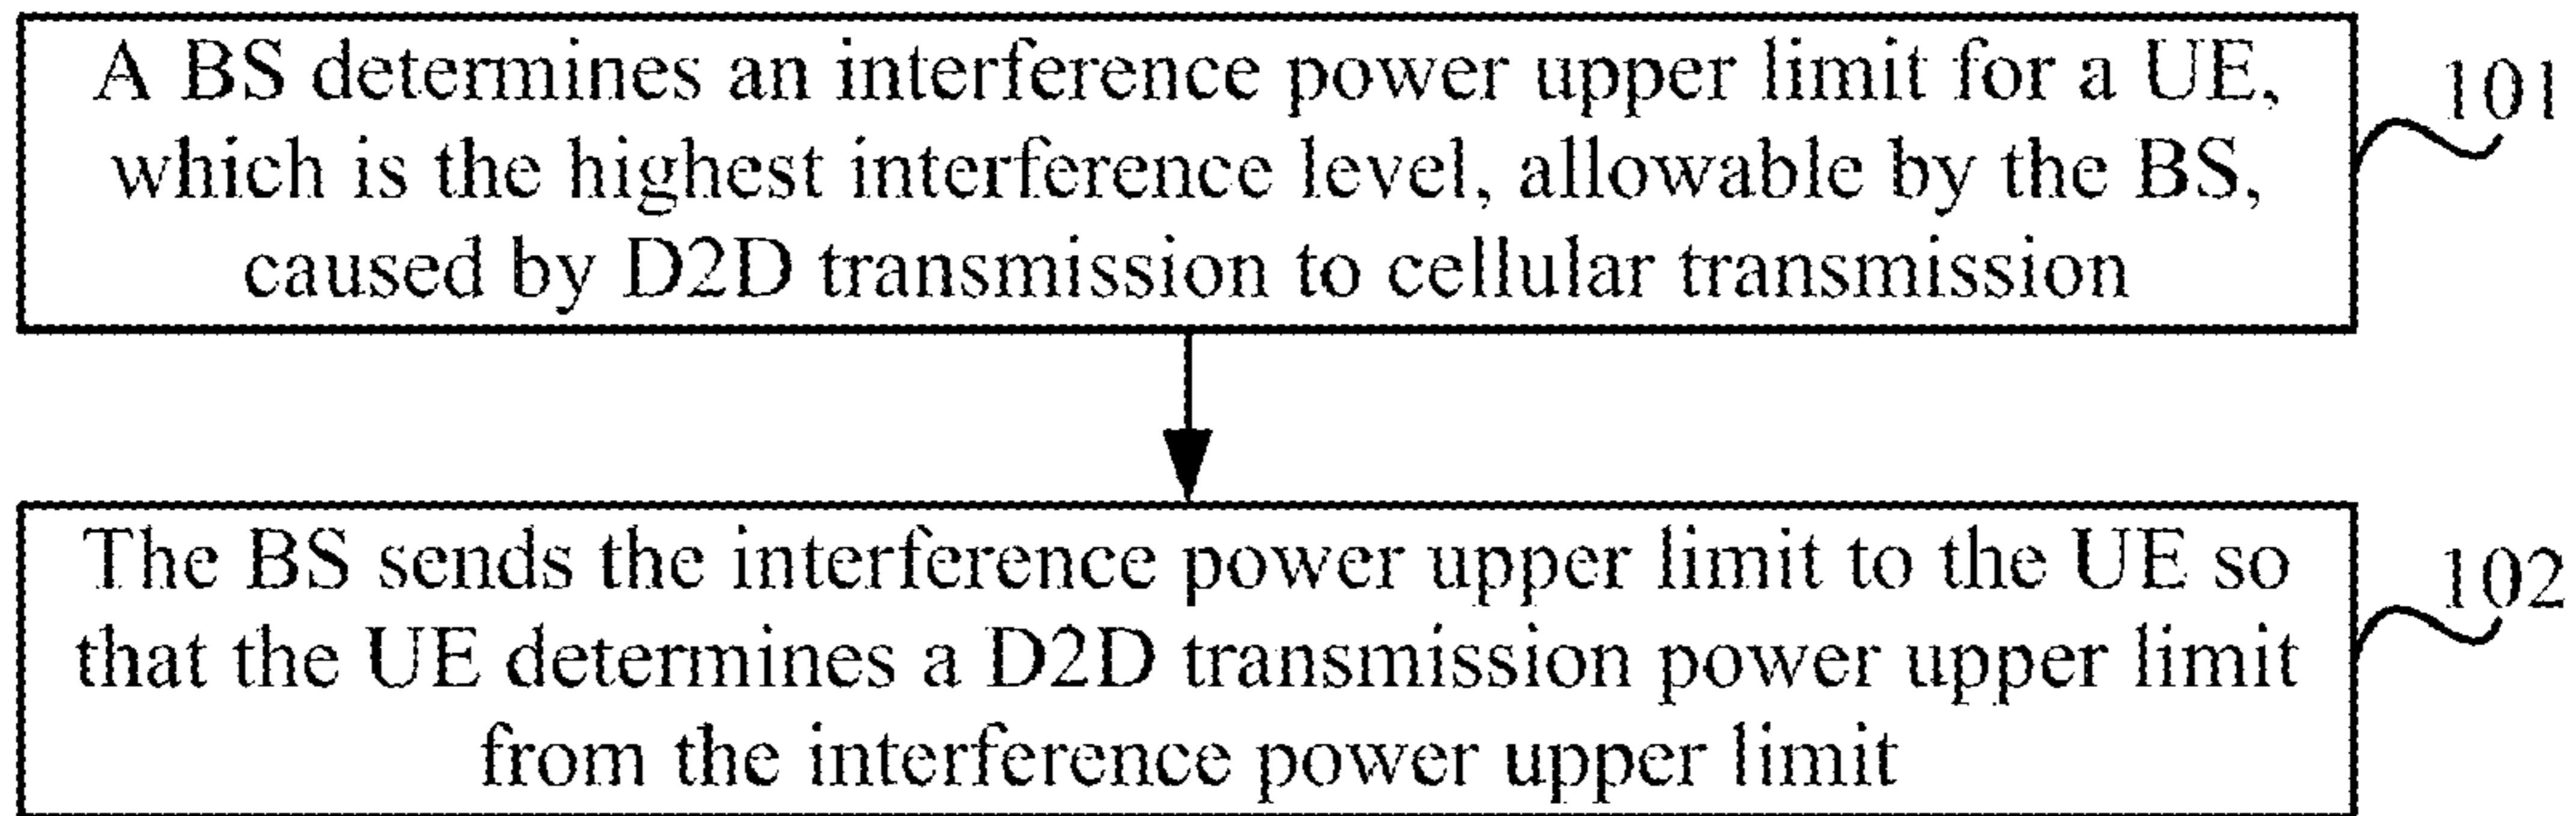 A BS determines an interference power upper limit for a UE,
which is the highest interference level, allowable by the BS,
caused by D2D transmission to cellular transmission
101
The BS sends the interference power upper limit to the UE so
that the UE determines a D2D transmission power upper limit
from the interference power upper limit
102